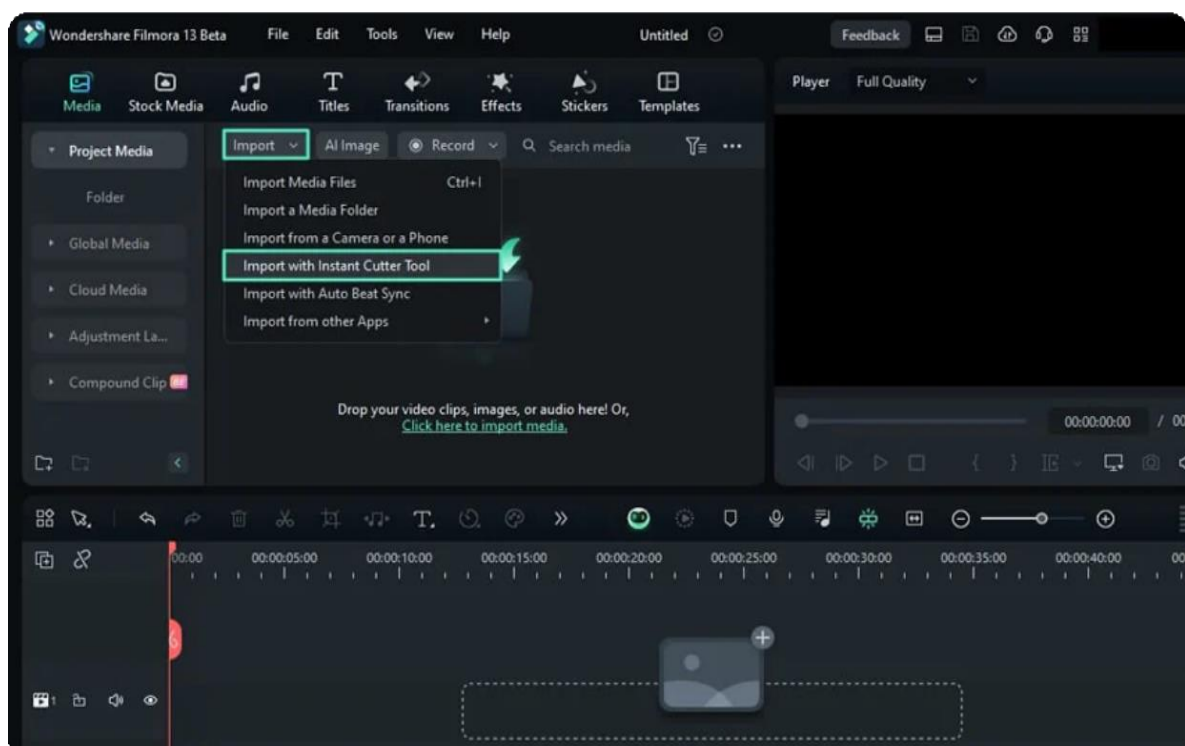 Wondershare Filmora 13 Beta File Edit Tools View Help Untitled Feedback
Media Stock Media Audio Titles Transitions Effects Stickers Templates
Player Full Quality
Project Media
Folder
Global Media
Cloud Media
Adjustment La...
Compound Clip
Import AI Image Record Search media
Import Media Files Ctrl+I
Import a Media Folder
Import from a Camera or a Phone
Import with Instant Cutter Tool
Import with Auto Beat Sync
Import from other Apps
Drop your video clips, images, or audio here! Or,
Click here to import media.
00:00:00:00 / 00
00:00 00:00:05:00 00:00:10:00 00:00:15:00 00:00:20:00 00:00:25:00 00:00:30:00 00:00:35:00 00:00:40:00 00
1